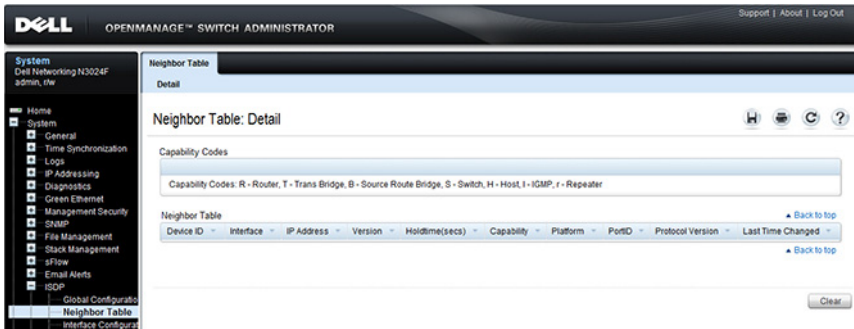 DELL
OPENMANAGE™ SWITCH ADMINISTRATOR
Support | About | Log Out
System
Dell Networking N3024F
admin, r/w
Home
System
General
Time Synchronization
Logs
IP Addressing
Diagnostics
Green Ethernet
Management Security
SNMP
File Management
Stack Management
sFlow
Email Alerts
ISDP
Global Configuratio
Neighbor Table
Interface Configurat
Neighbor Table
Detail
Neighbor Table: Detail
Capability Codes
Capability Codes: R - Router, T - Trans Bridge, B - Source Route Bridge, S - Switch, H - Host, I - IGMP, r - Repeater
Neighbor Table
Back to top
Device ID Interface IP Address Version Holdtime(secs) Capability Platform PortID Protocol Version Last Time Changed
Back to top
Clear